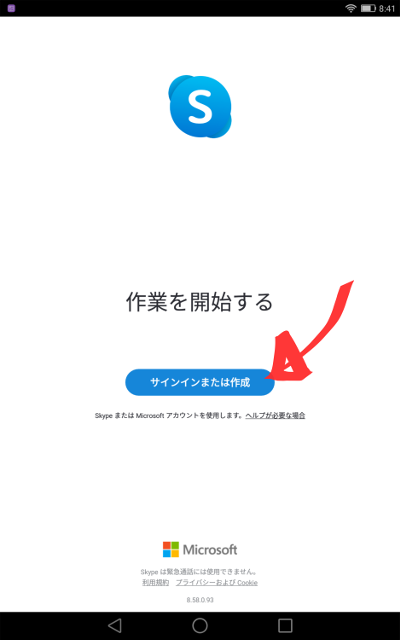 8:41
S
作業を開始する
サインインまたは作成
Skype または Microsoft アカウントを使用します。ヘルプが必要な場合
Microsoft
Skype は緊急通話には使用できません。
利用規約 プライバシーおよび Cookie
8.58.0.93